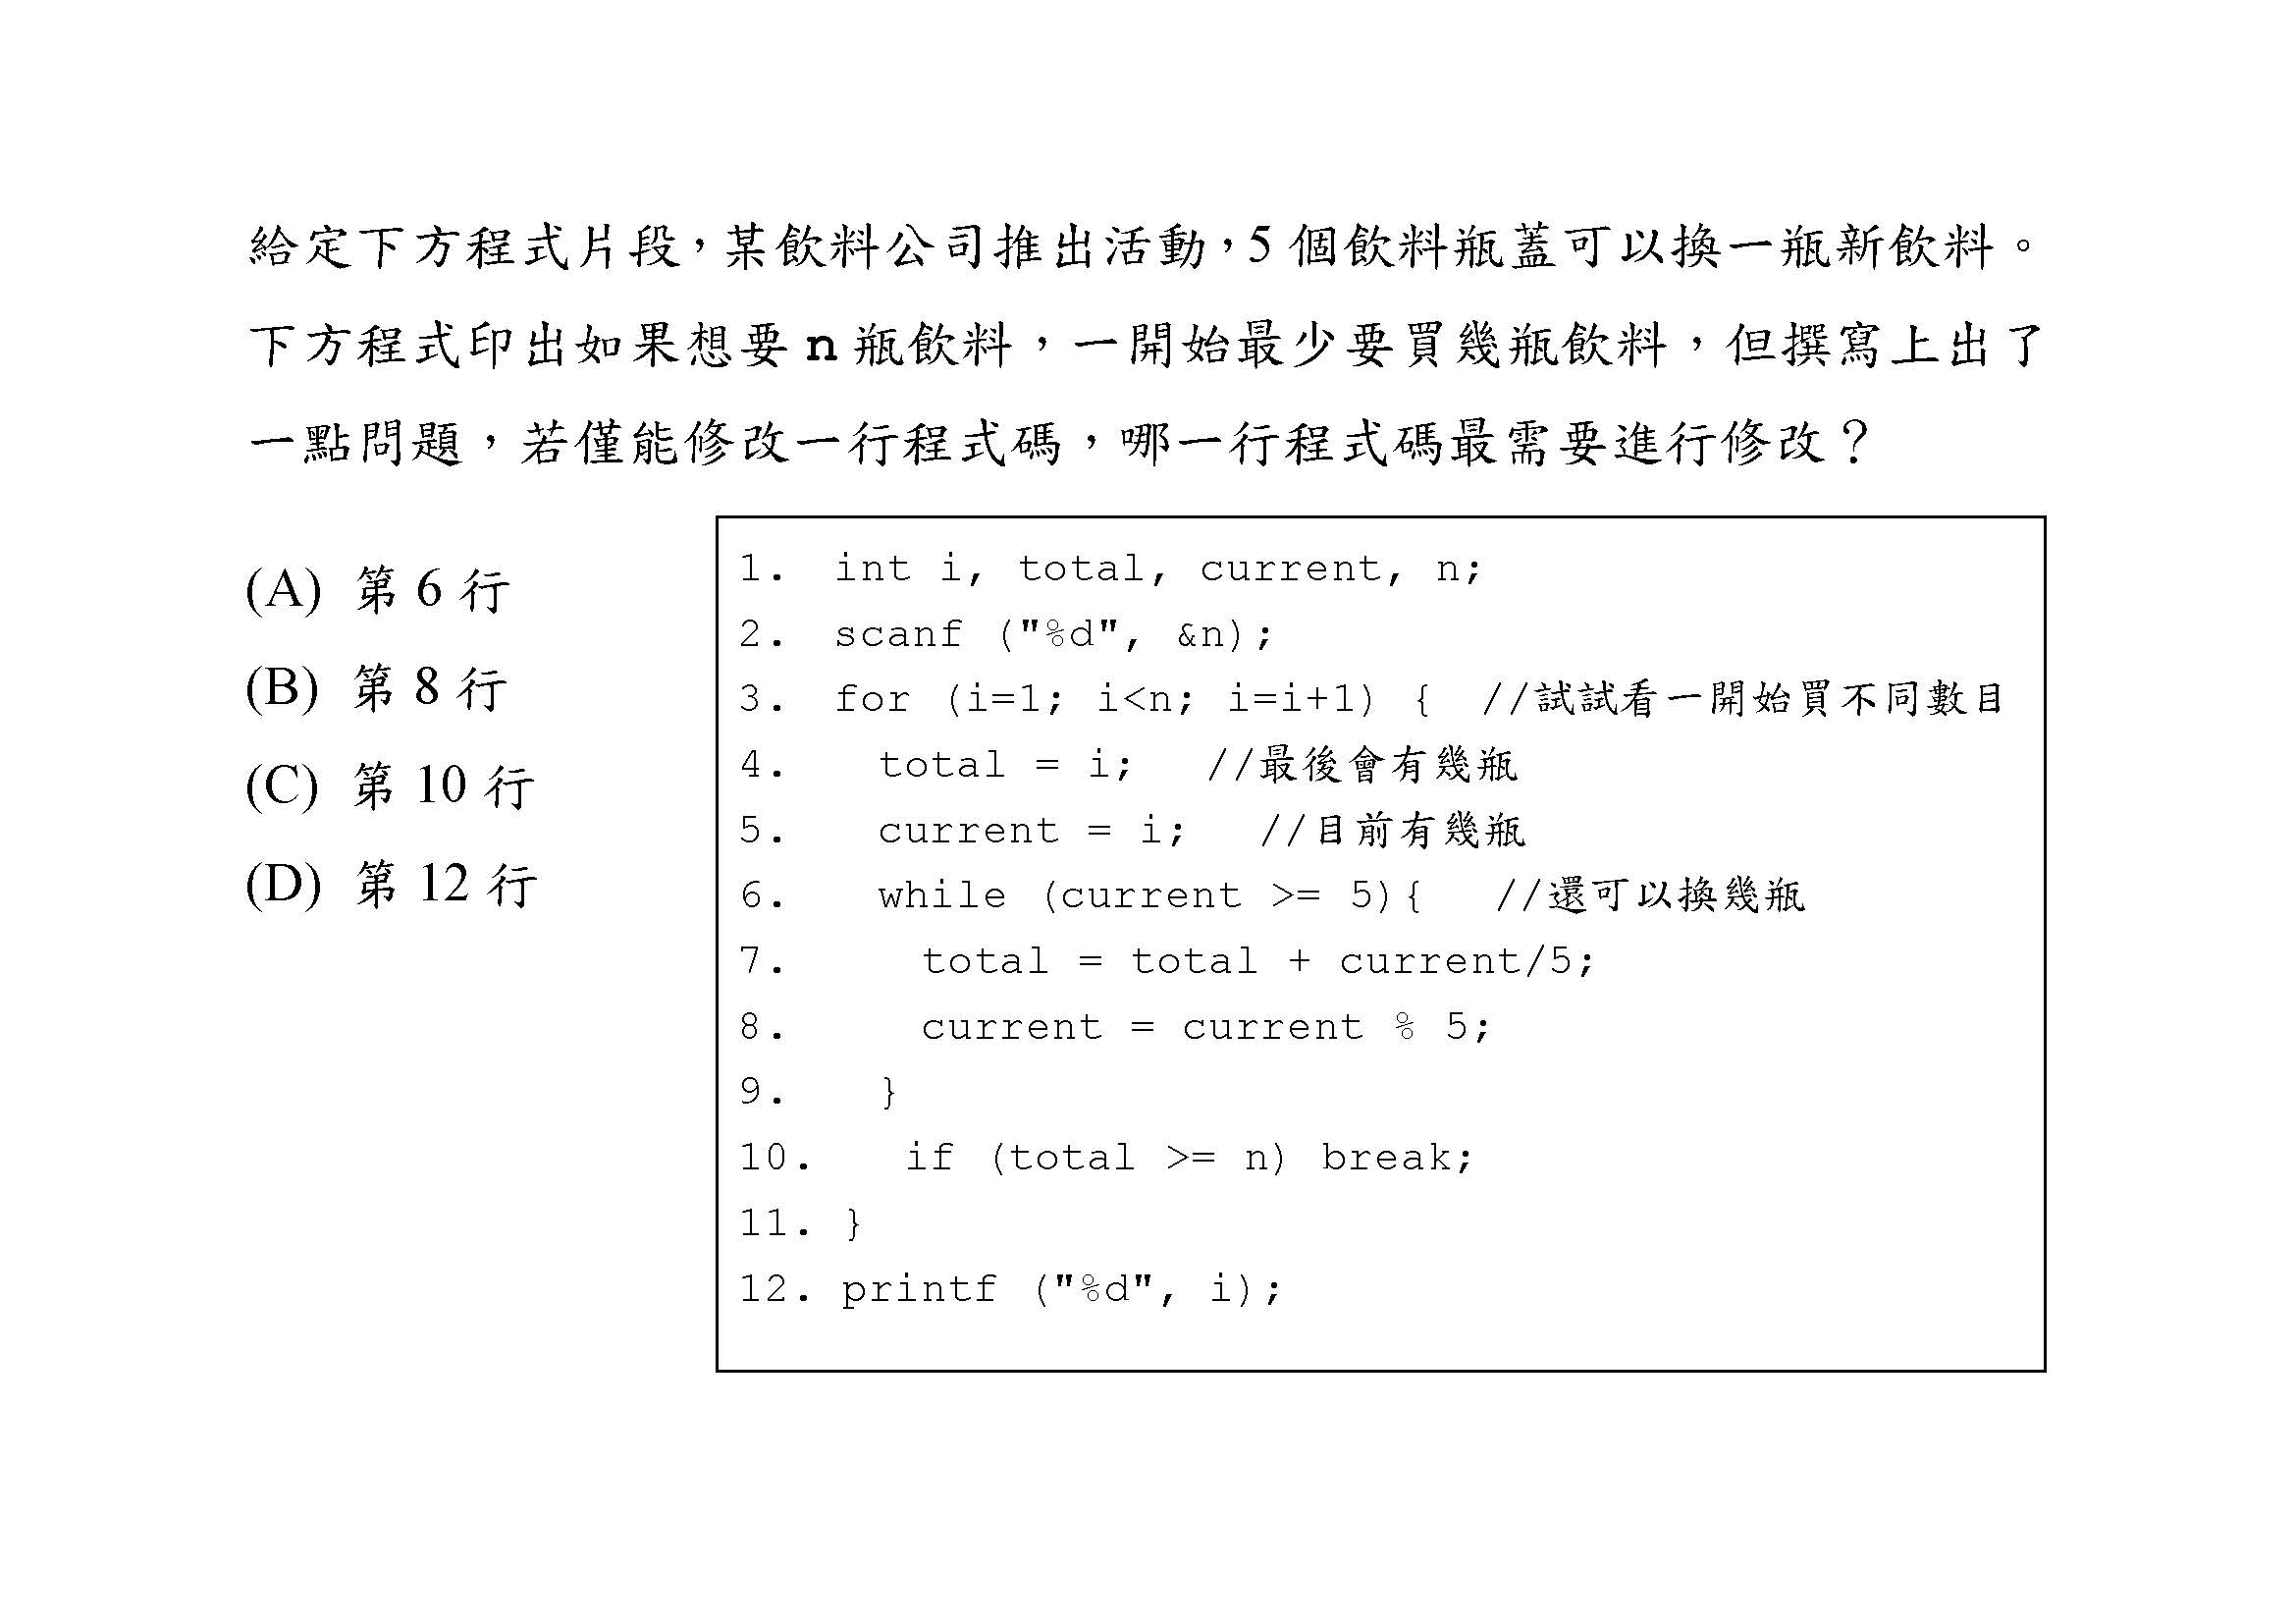 給定下方程式片段，某飲料公司推出活動，5 個飲料瓶蓋可以換一瓶新飲料。
下方程式印出如果想要 n 瓶飲料，一開始最少要買幾瓶飲料，但撰寫上出了
一點問題，若僅能修改一行程式碼，哪一行程式碼最需要進行修改？
(A) 第 6 行
(B) 第 8 行
(C) 第 10 行
(D) 第 12 行
1. int i, total, current, n;
2. scanf ("%d", &n);
3. for (i=1; i<n; i=i+1) { //試試看一開始買不同數目
4. total = i; //最後會有幾瓶
5. current = i; //目前有幾瓶
6. while (current >= 5){ //還可以換幾瓶
7. total = total + current/5;
8. current = current % 5;
9. }
10. if (total >= n) break;
11. }
12. printf ("%d", i);